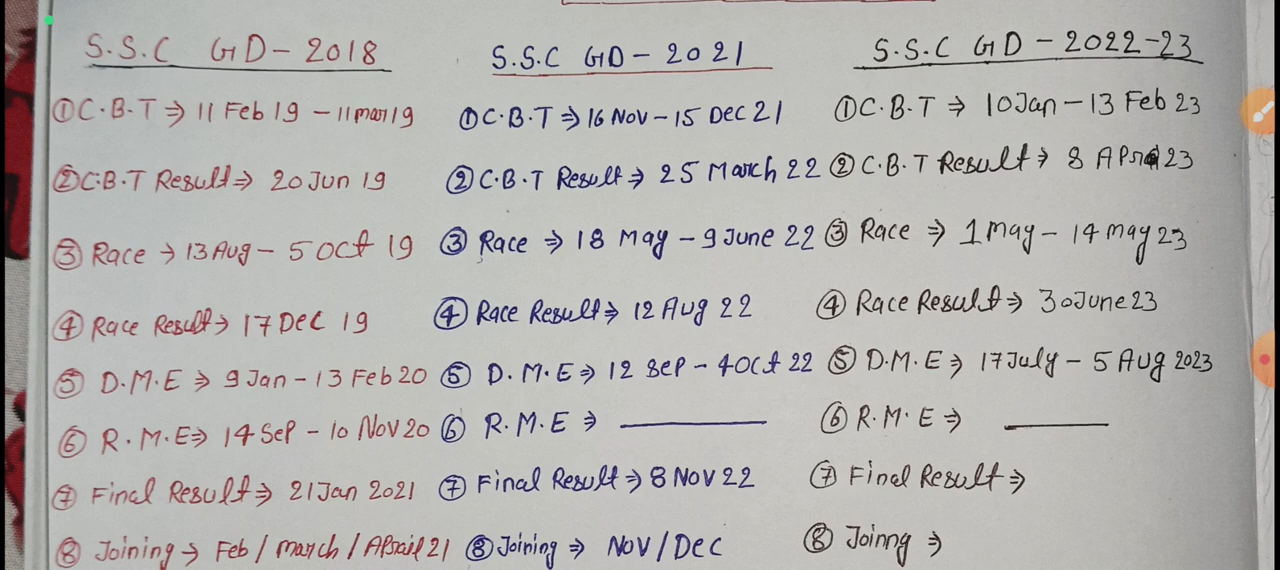 S.S.C GD - 2018
① C.B.T ⇒ 11 Feb 19 - 11 mar 19
② C.B.T Result ⇒ 20 Jun 19
③ Race → 13 Aug - 5 Oct 19
④ Race Result → 17 Dec 19
⑤ D.M.E ⇒ 9 Jan - 13 Feb 20
⑥ R.M.E ⇒ 14 Sep - 10 Nov 20
⑦ Final Result ⇒ 21 Jan 2021
⑧ Joining → Feb / march / Aprail 21
S.S.C GD - 2021
① C.B.T ⇒ 16 Nov - 15 Dec 21
② C.B.T Result ⇒ 25 March 22
③ Race ⇒ 18 May - 9 June 22
④ Race Result ⇒ 12 Aug 22
⑤ D.M.E ⇒ 12 Sep - 4 Oct 22
⑥ R.M.E ⇒ ______
⑦ Final Result ⇒ 8 Nov 22
⑧ Joining ⇒ Nov / Dec
S.S.C GD - 2022-23
① C.B.T ⇒ 10 Jan - 13 Feb 23
② C.B.T Result → 8 Apr 23
③ Race ⇒ 1 May - 14 May 23
④ Race Result ⇒ 30 June 23
⑤ D.M.E ⇒ 17 July - 5 Aug 2023
⑥ R.M.E ⇒ ______
⑦ Final Result ⇒
⑧ Joinng ⇒